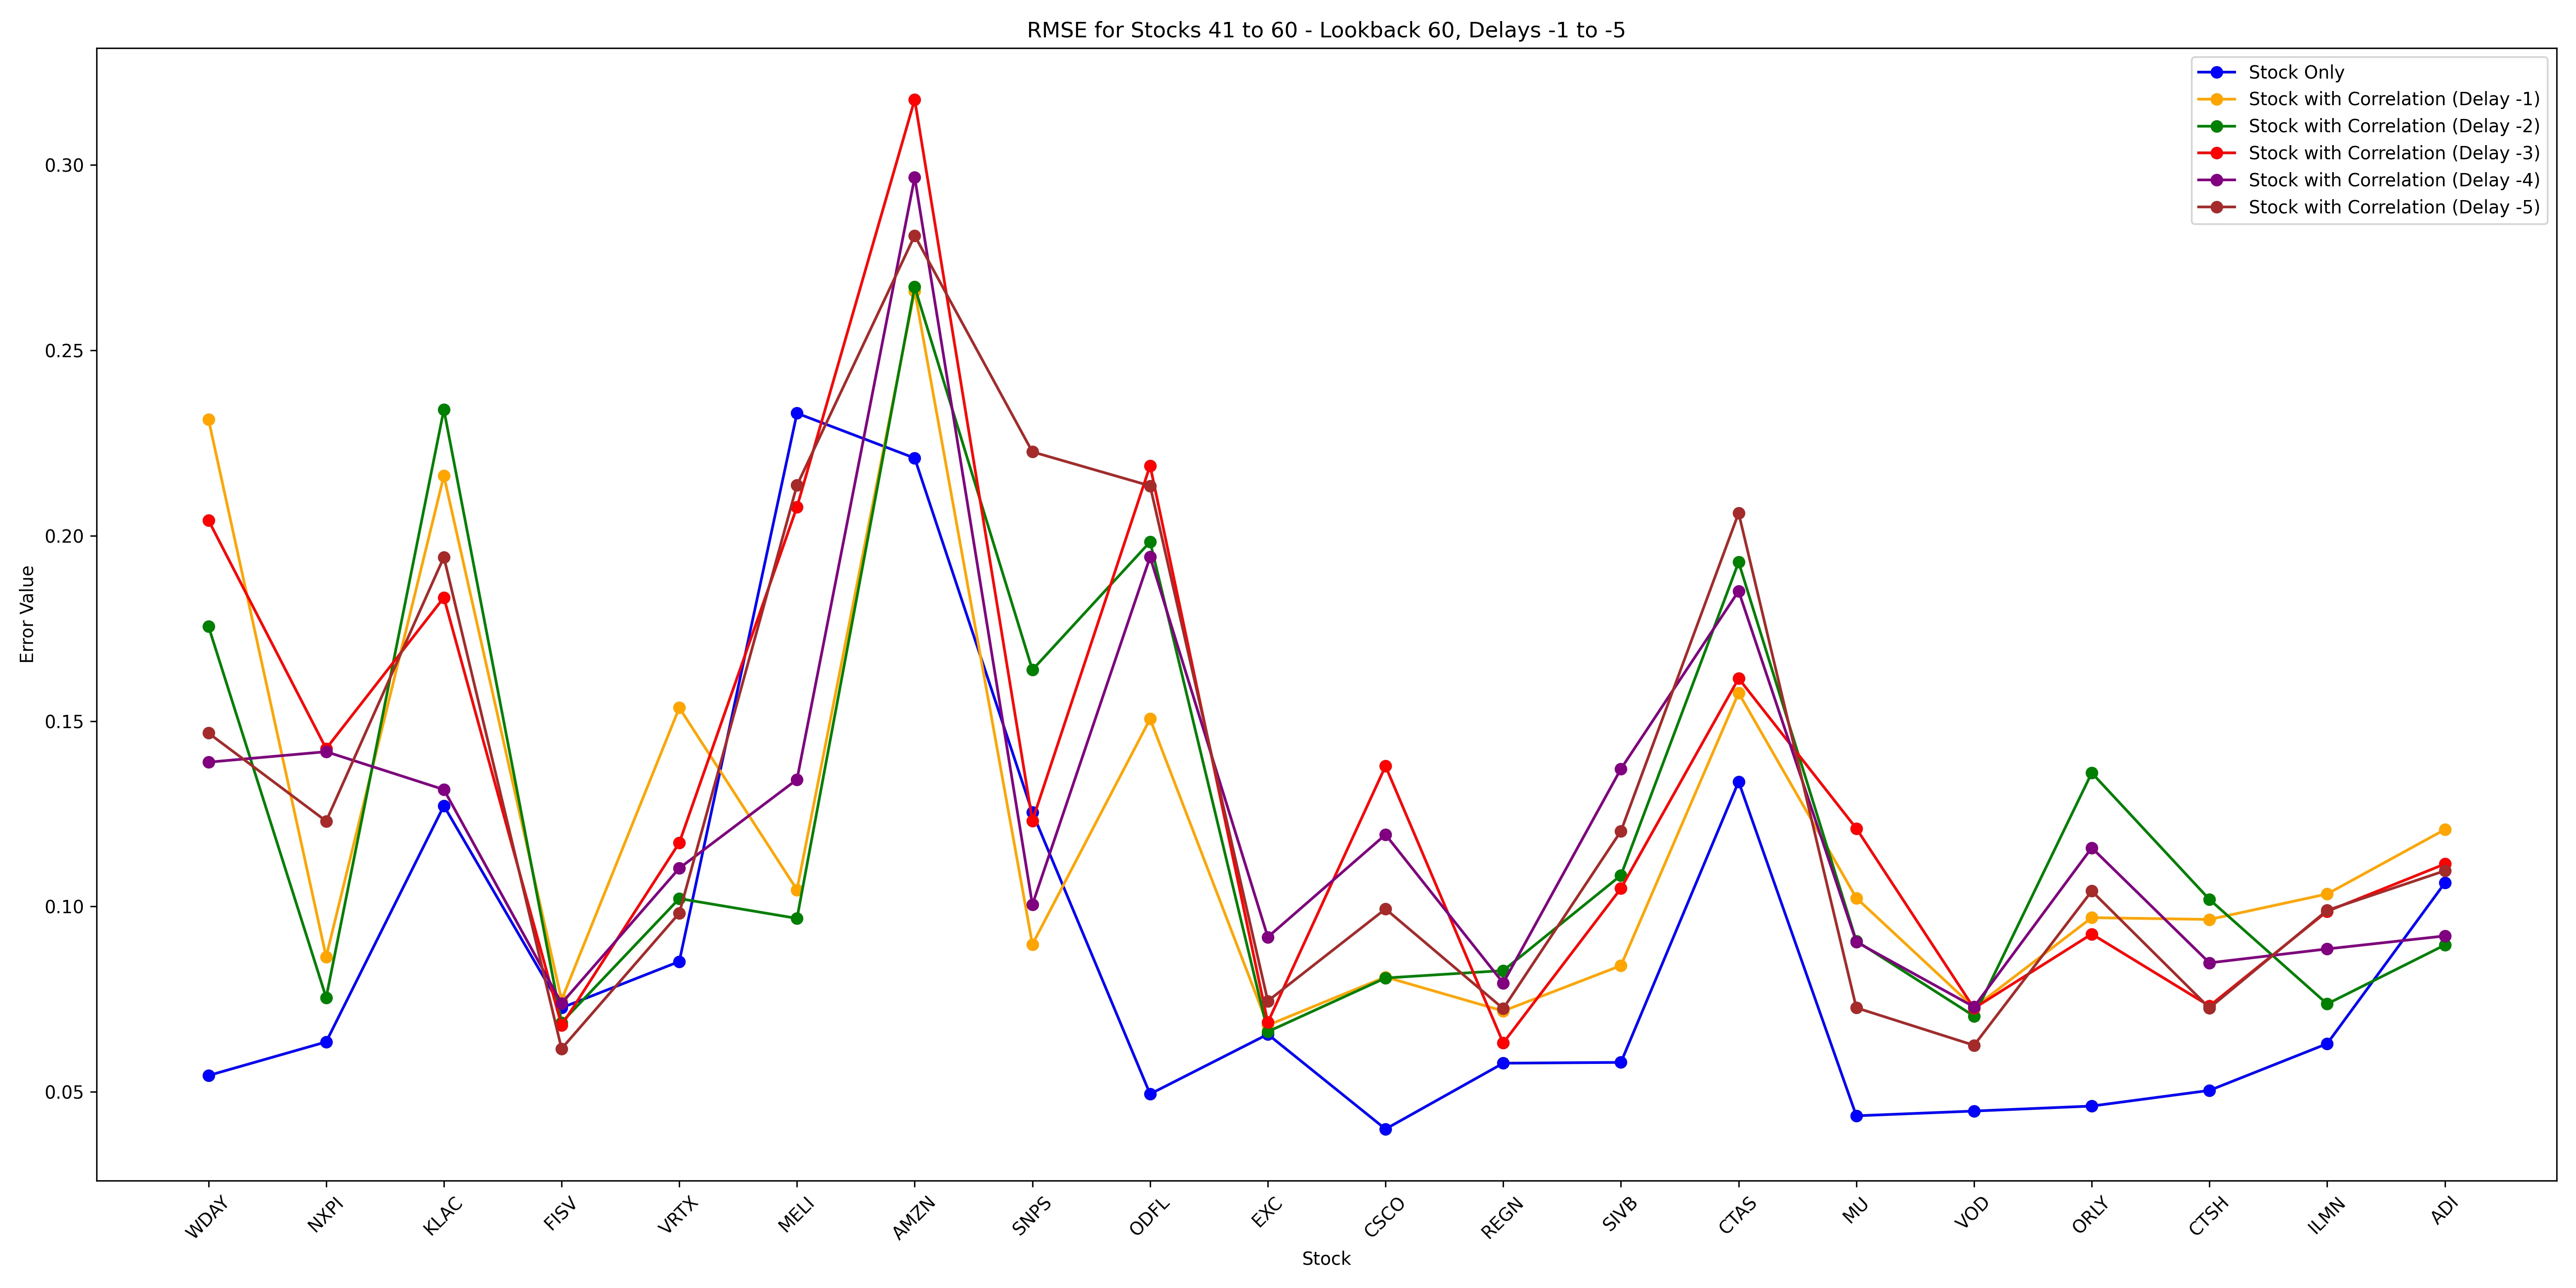 RMSE for Stocks 41 to 60 - Lookback 60, Delays -1 to -5
Stock Only
Stock with Correlation (Delay -1)
Stock with Correlation (Delay -2)
Stock with Correlation (Delay -3)
Stock with Correlation (Delay -4)
Stock with Correlation (Delay -5)
Error Value
0.30
0.25
0.20
0.15
0.10
0.05
WDAY
NXPI
KLAC
FISV
VRTX
MELI
AMZN
SNPS
ODFL
EXC
CSCO
REGN
SIVB
CTAS
MU
VOD
ORLY
CTSH
ILMN
ADI
Stock